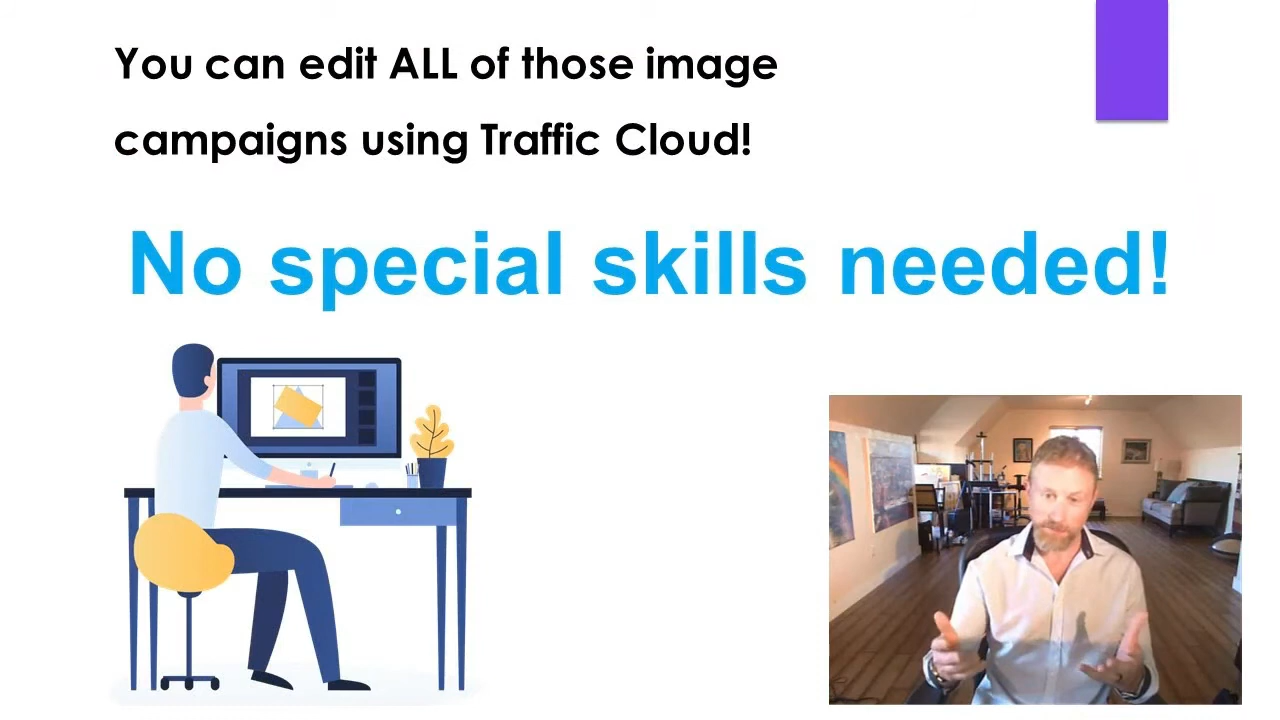 You can edit ALL of those image
campaigns using Traffic Cloud!
No special skills needed!